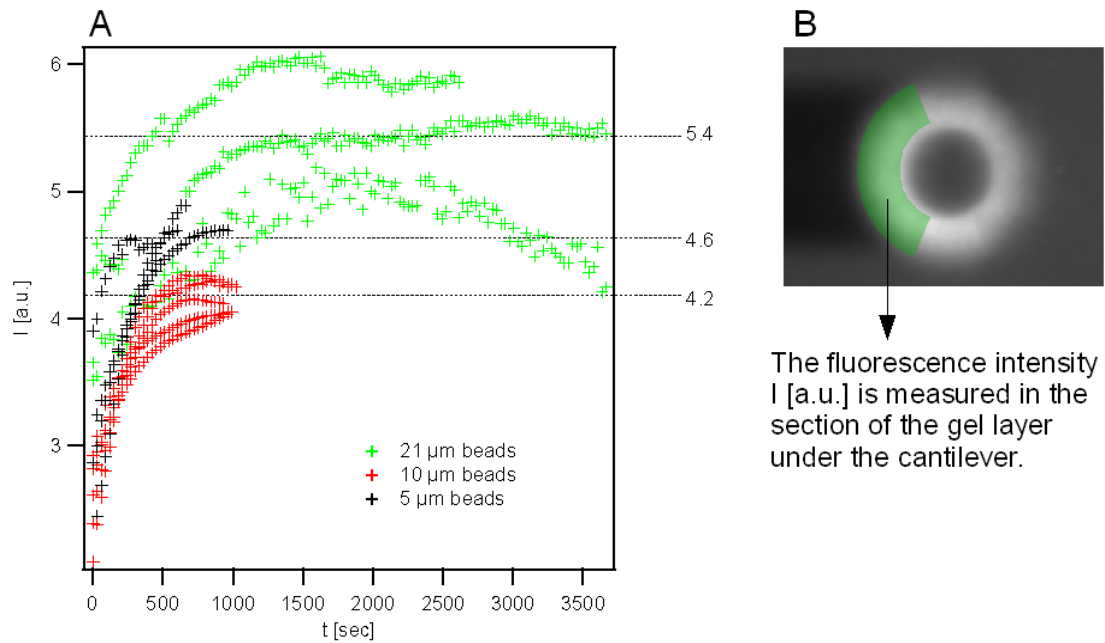 A
B
6
5
4
3
I [a.u.]
5.4
4.6
4.2
21 µm beads
10 µm beads
5 µm beads
0 500 1000 1500 2000 2500 3000 3500
t [sec]
The fluorescence intensity
I [a.u.] is measured in the
section of the gel layer
under the cantilever.